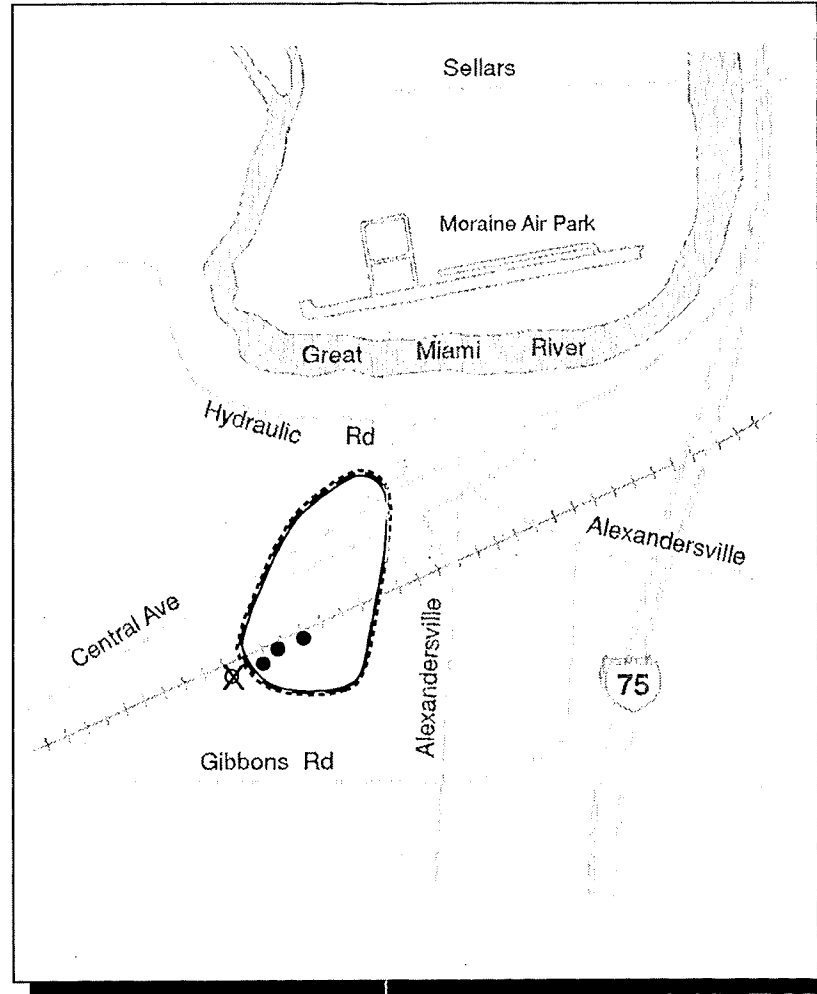 Sellars
Moraine Air Park
Great Miami River
Hydraulic Rd
Alexandersville
Central Ave
Alexandersville
75
Gibbons Rd